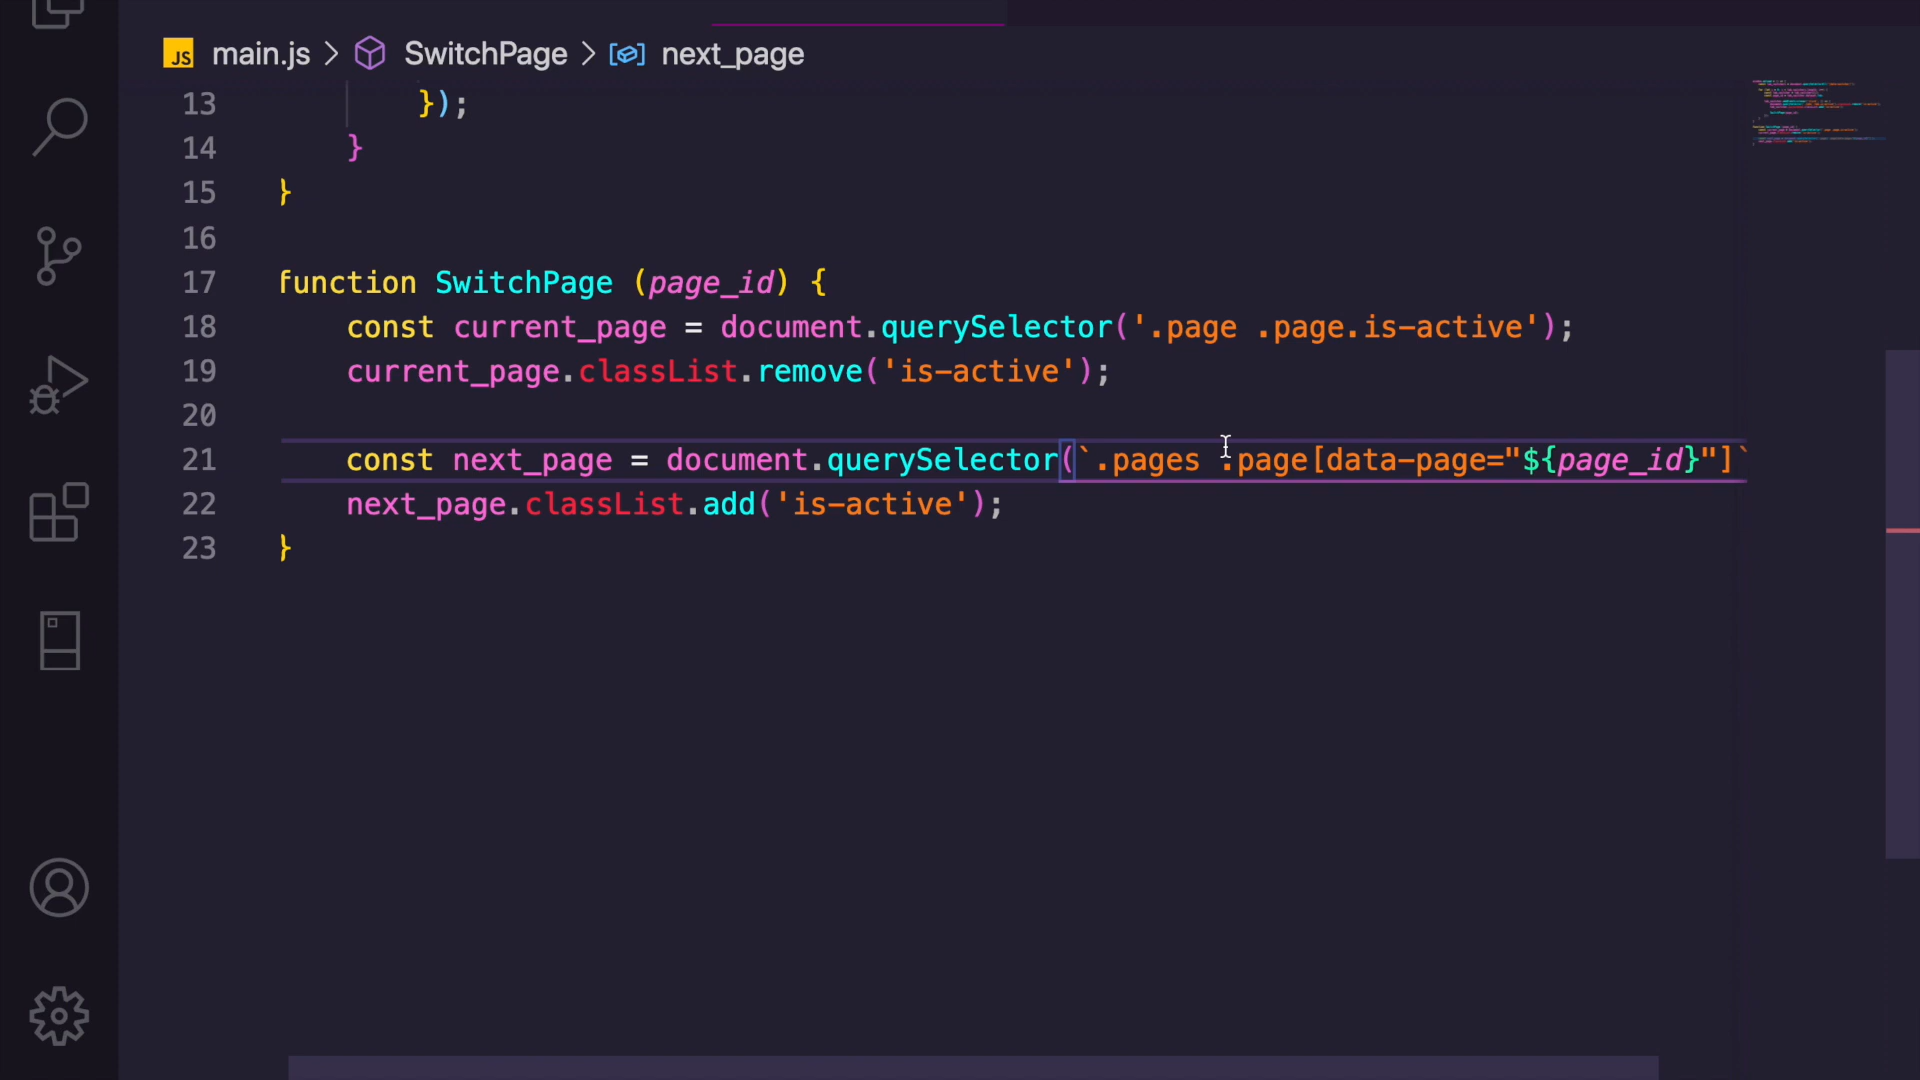 JS main.js > SwitchPage > next_page
13 });
14 }
15 }
16
17 function SwitchPage (page_id) {
18 const current_page = document.querySelector('.page .page.is-active');
19 current_page.classList.remove('is-active');
20
21 const next_page = document.querySelector(`.pages .page[data-page="${page_id}"]`
22 next_page.classList.add('is-active');
23 }